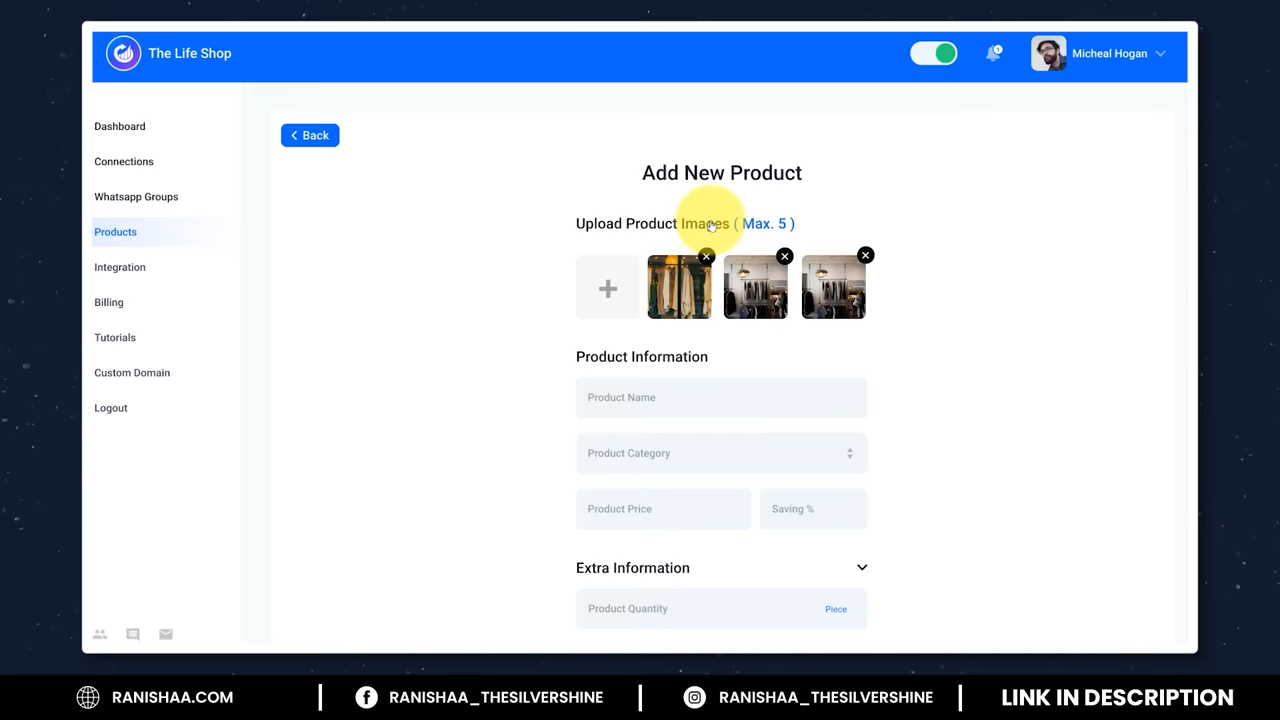 The Life Shop
1
Micheal Hogan
Dashboard
Connections
Whatsapp Groups
Products
Integration
Billing
Tutorials
Custom Domain
Logout
Back
Add New Product
Upload Product Images ( Max. 5 )
Product Information
Product Name
Product Category
Product Price
Saving %
Extra Information
Product Quantity
Piece
RANISHAA.COM
RANISHAA_THESILVERSHINE
RANISHAA_THESILVERSHINE
LINK IN DESCRIPTION